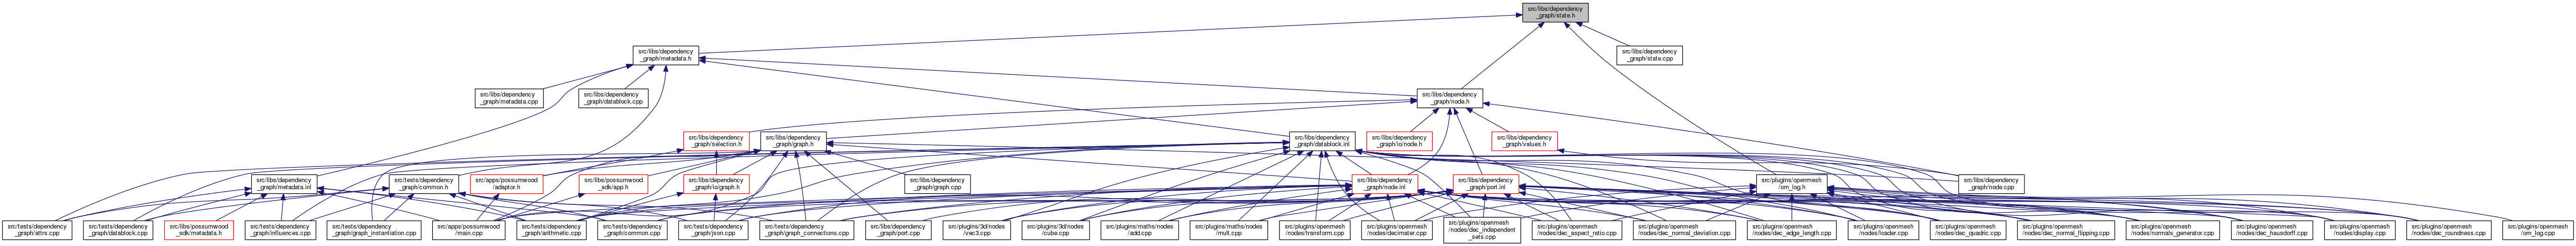 src/libs/dependency
_graph/state.h
src/libs/dependency
_graph/metadata.h
src/libs/dependency
_graph/state.cpp
src/libs/dependency
_graph/metadata.cpp
src/libs/dependency
_graph/datablock.cpp
src/libs/dependency
_graph/node.h
src/libs/dependency
_graph/selection.h
src/libs/dependency
_graph/graph.h
src/libs/dependency
_graph/datablock.inl
src/libs/dependency
_graph/io/node.h
src/libs/dependency
_graph/values.h
src/libs/dependency
_graph/metadata.inl
src/tests/dependency
_graph/common.h
src/apps/possumwood
/adaptor.h
src/libs/possumwood
_sdk/app.h
src/libs/dependency
_graph/io/graph.h
src/libs/dependency
_graph/graph.cpp
src/libs/dependency
_graph/node.inl
src/libs/dependency
_graph/port.inl
src/plugins/openmesh
/om_log.h
src/libs/dependency
_graph/node.cpp
src/tests/dependency
_graph/attrs.cpp
src/tests/dependency
_graph/datablock.cpp
src/libs/possumwood
_sdk/metadata.h
src/tests/dependency
_graph/influences.cpp
src/tests/dependency
_graph/graph_instantiation.cpp
src/apps/possumwood
/main.cpp
src/tests/dependency
_graph/arithmetic.cpp
src/tests/dependency
_graph/common.cpp
src/tests/dependency
_graph/json.cpp
src/tests/dependency
_graph/graph_connections.cpp
src/libs/dependency
_graph/port.cpp
src/plugins/3d/nodes
/vec3.cpp
src/plugins/3d/nodes
/cube.cpp
src/plugins/maths/nodes
/add.cpp
src/plugins/maths/nodes
/mult.cpp
src/plugins/openmesh
/nodes/transform.cpp
src/plugins/openmesh
/nodes/decimater.cpp
src/plugins/openmesh
/nodes/dec_independent
_sets.cpp
src/plugins/openmesh
/nodes/dec_aspect_ratio.cpp
src/plugins/openmesh
/nodes/dec_normal_deviation.cpp
src/plugins/openmesh
/nodes/dec_edge_length.cpp
src/plugins/openmesh
/nodes/loader.cpp
src/plugins/openmesh
/nodes/dec_quadric.cpp
src/plugins/openmesh
/nodes/dec_normal_flipping.cpp
src/plugins/openmesh
/nodes/normals_generator.cpp
src/plugins/openmesh
/nodes/dec_hausdorff.cpp
src/plugins/openmesh
/nodes/display.cpp
src/plugins/openmesh
/nodes/dec_roundness.cpp
src/plugins/openmesh
/om_log.cpp